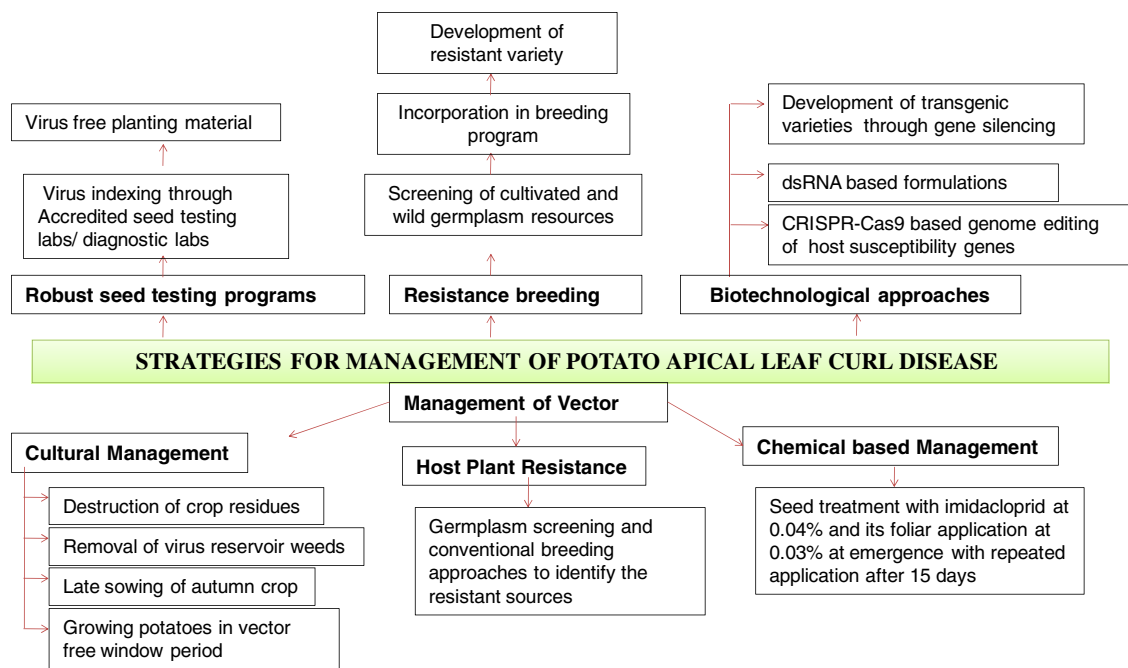 Development of
resistant variety
Virus free planting material
Incorporation in breeding
program
Development of transgenic
varieties through gene silencing
Virus indexing through
Accredited seed testing
labs/ diagnostic labs
Screening of cultivated and
wild germplasm resources
dsRNA based formulations
CRISPR-Cas9 based genome editing
of host susceptibility genes
Robust seed testing programs
Resistance breeding
Biotechnological approaches
STRATEGIES FOR MANAGEMENT OF POTATO APICAL LEAF CURL DISEASE
Management of Vector
Cultural Management
Destruction of crop residues
Removal of virus reservoir weeds
Late sowing of autumn crop
Growing potatoes in vector
free window period
Host Plant Resistance
Germplasm screening and
conventional breeding
approaches to identify the
resistant sources
Chemical based Management
Seed treatment with imidacloprid at
0.04% and its foliar application at
0.03% at emergence with repeated
application after 15 days